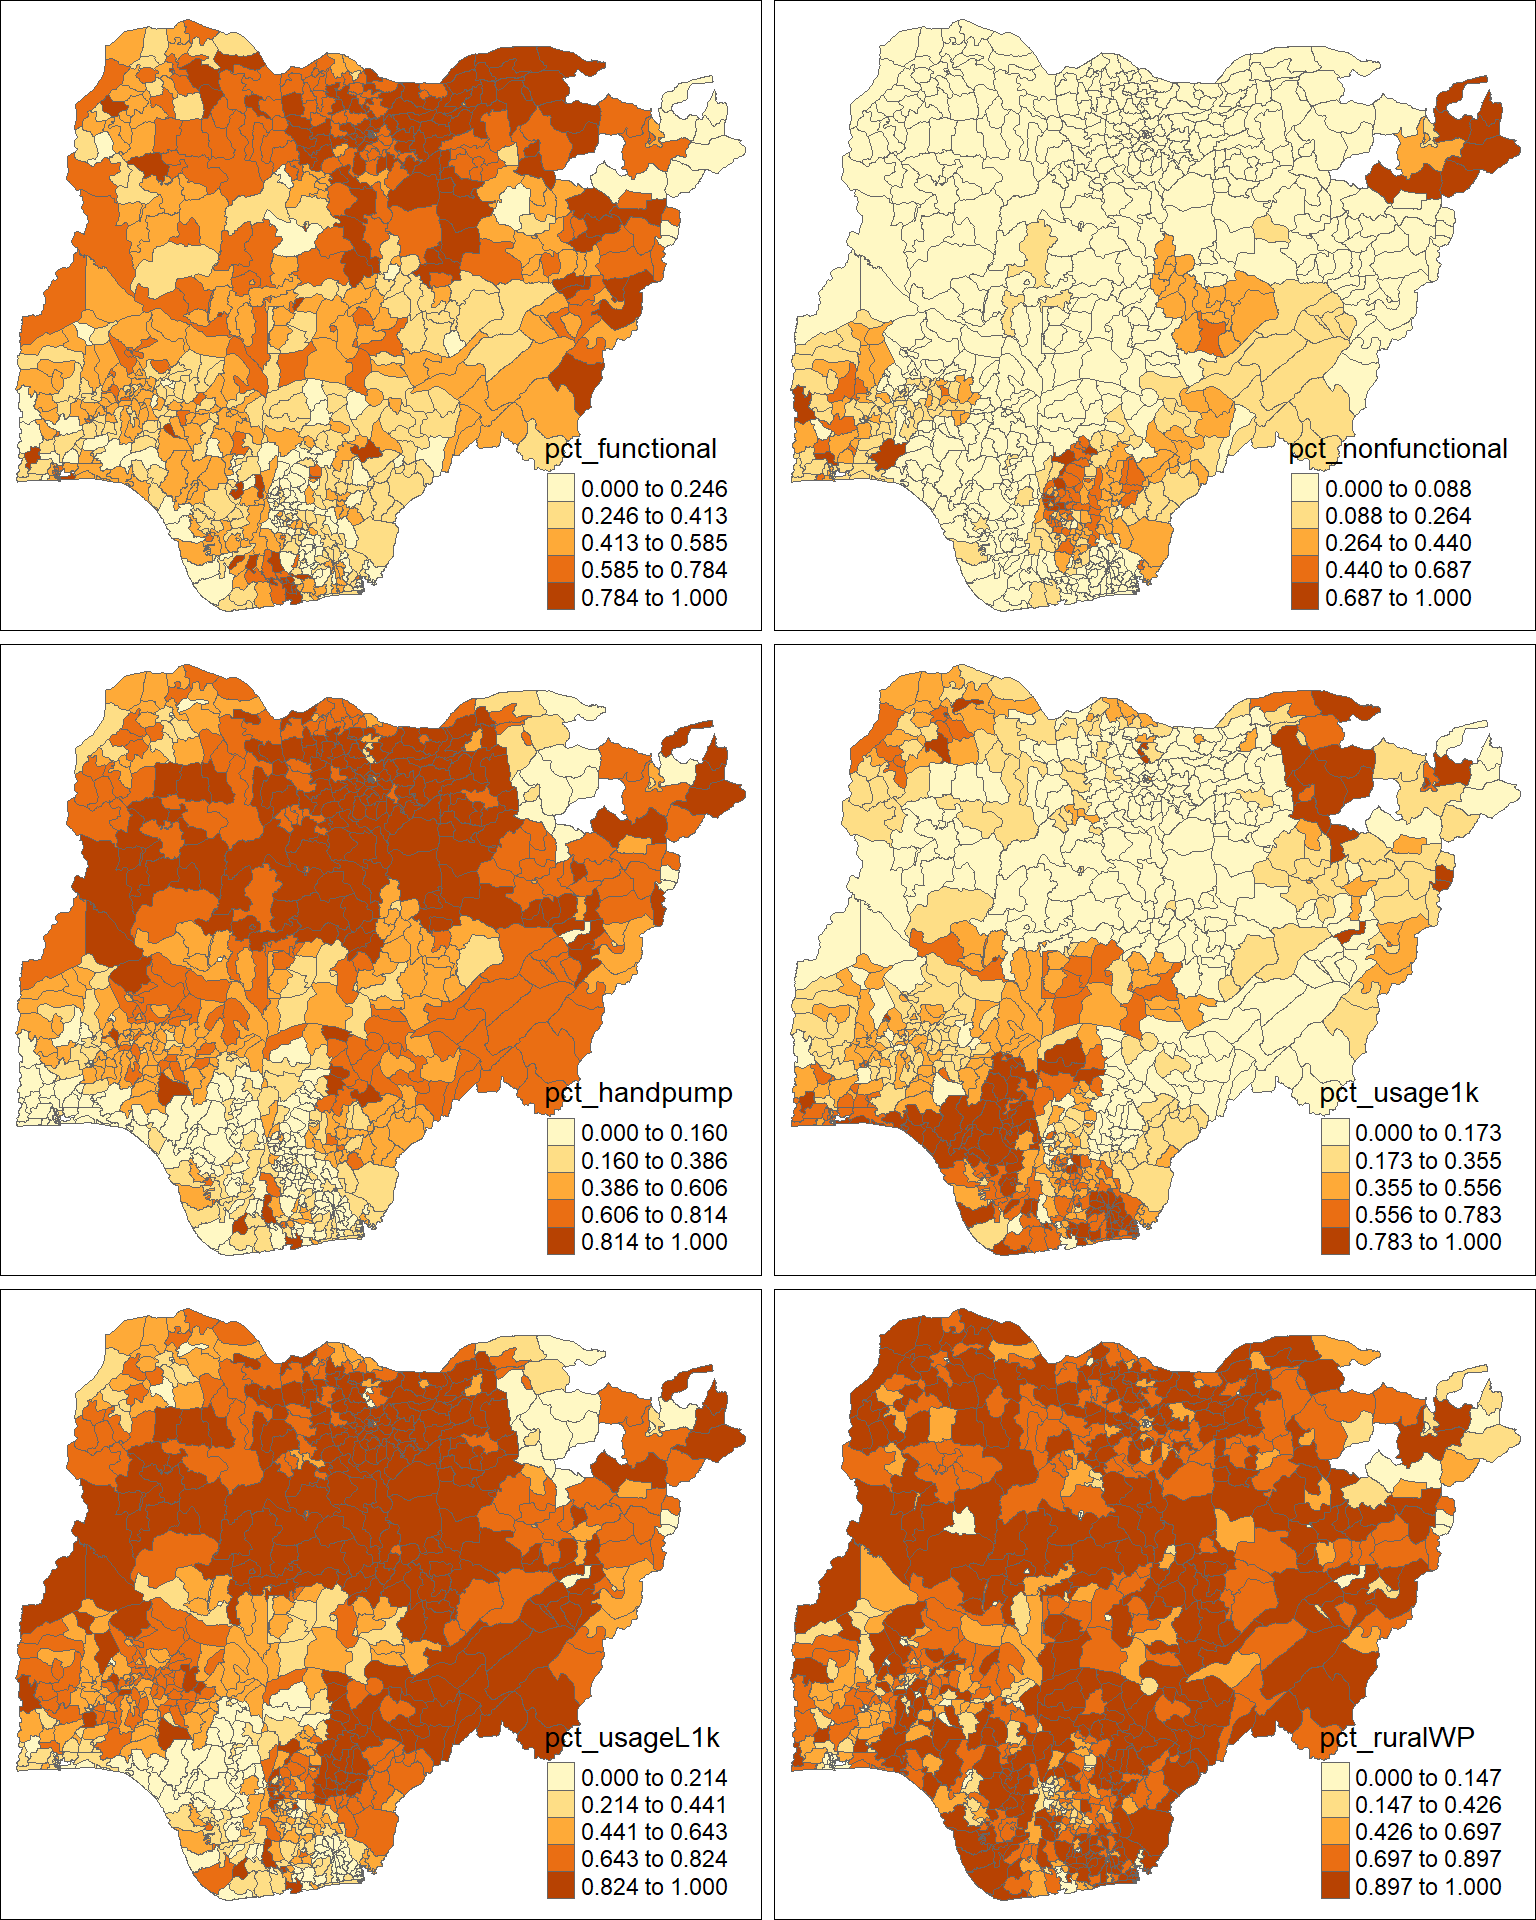 pct_functional
0.000 to 0.246
0.246 to 0.413
0.413 to 0.585
0.585 to 0.784
0.784 to 1.000
pct_nonfunctional
0.000 to 0.088
0.088 to 0.264
0.264 to 0.440
0.440 to 0.687
0.687 to 1.000
pct_handpump
0.000 to 0.160
0.160 to 0.386
0.386 to 0.606
0.606 to 0.814
0.814 to 1.000
pct_usage1k
0.000 to 0.173
0.173 to 0.355
0.355 to 0.556
0.556 to 0.783
0.783 to 1.000
pct_usageL1k
0.000 to 0.214
0.214 to 0.441
0.441 to 0.643
0.643 to 0.824
0.824 to 1.000
pct_ruralWP
0.000 to 0.147
0.147 to 0.426
0.426 to 0.697
0.697 to 0.897
0.897 to 1.000